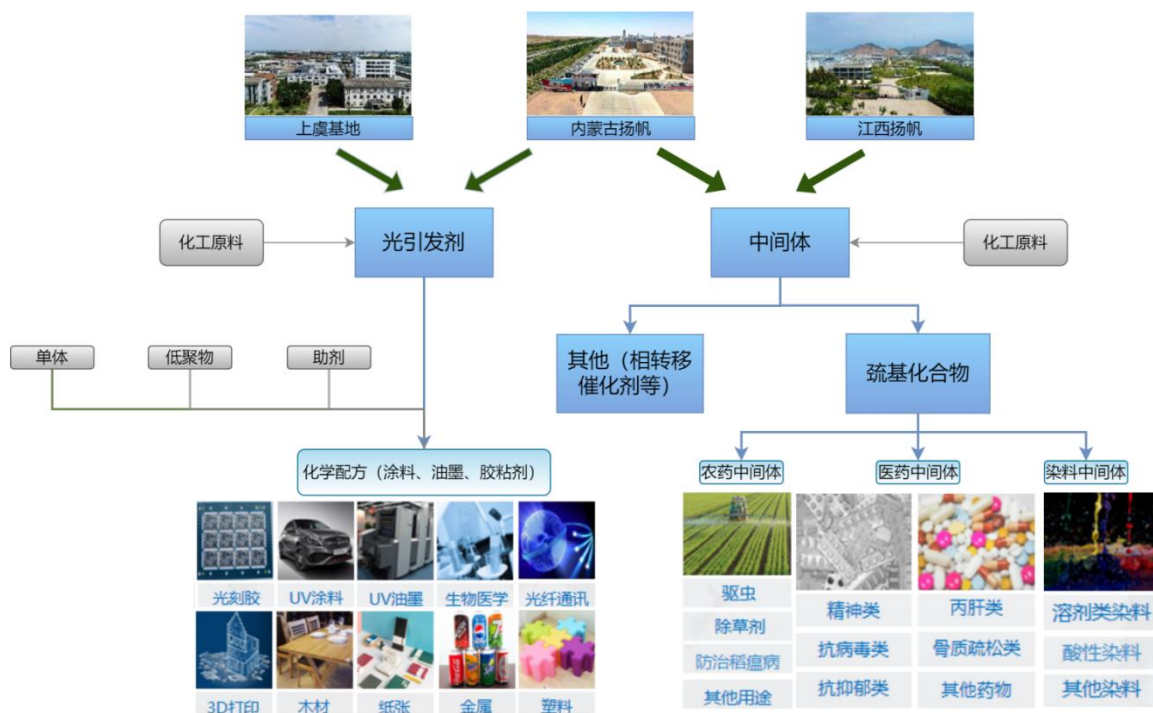 上虞基地
内蒙古扬帆
江西扬帆
化工原料
光引发剂
中间体
化工原料
单体
低聚物
助剂
其他（相转移
催化剂等）
巯基化合物
化学配方（涂料、油墨、胶粘剂）
农药中间体
医药中间体
染料中间体
光刻胶
UV涂料
UV油墨
生物医学
光纤通讯
3D打印
木材
纸张
金属
塑料
驱虫
除草剂
防治稻瘟病
其他用途
精神类
抗病毒类
抗抑郁类
丙肝类
骨质疏松类
其他药物
溶剂类染料
酸性染料
其他染料